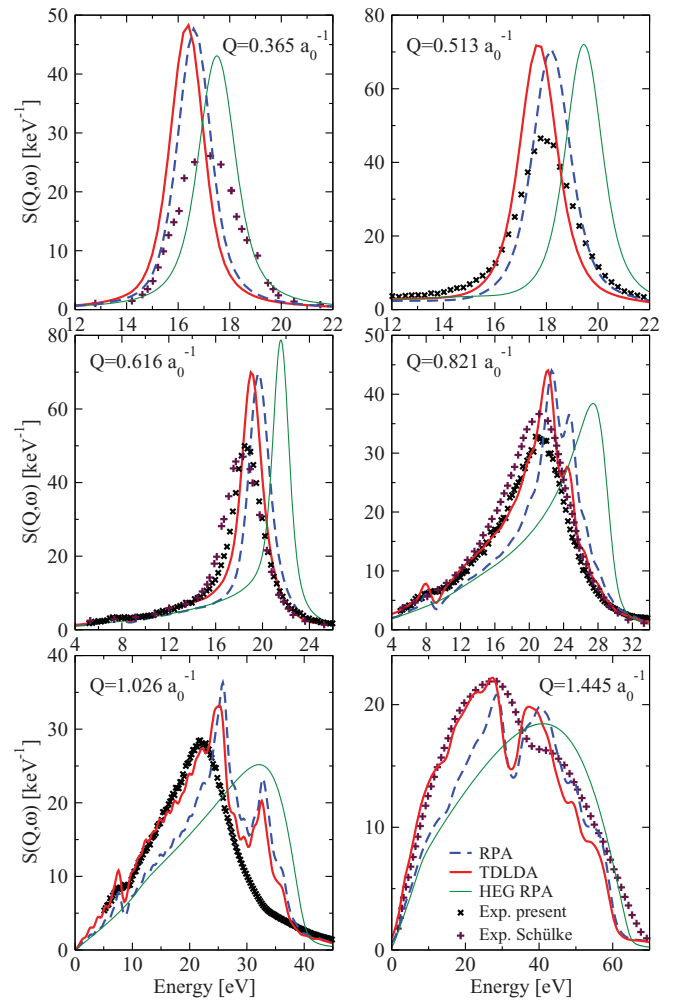 Q=0.365 a0^-1
S(Q,ω) [keV^-1]
50
40
30
20
10
0
12 14 16 18 20 22
Q=0.513 a0^-1
80
60
40
20
0
12 14 16 18 20 22
Q=0.616 a0^-1
S(Q,ω) [keV^-1]
80
60
40
20
0
4 8 12 16 20 24
Q=0.821 a0^-1
50
40
30
20
10
0
4 8 12 16 20 24 28 32
Q=1.026 a0^-1
S(Q,ω) [keV^-1]
40
30
20
10
0
0 10 20 30 40
Energy [eV]
Q=1.445 a0^-1
20
10
0
0 20 40 60
Energy [eV]
RPA
TDLDA
HEG RPA
Exp. present
Exp. Schülke